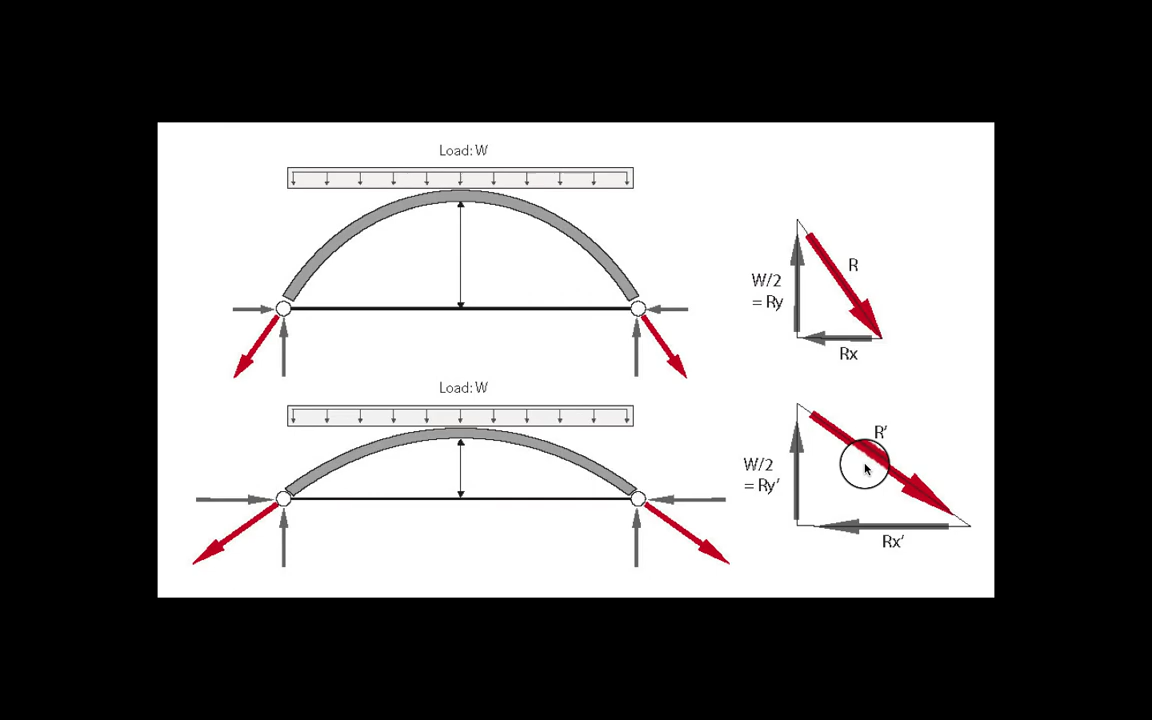 Load: W
R
W/2
= Ry
Rx
Load: W
R′
W/2
= Ry′
Rx′